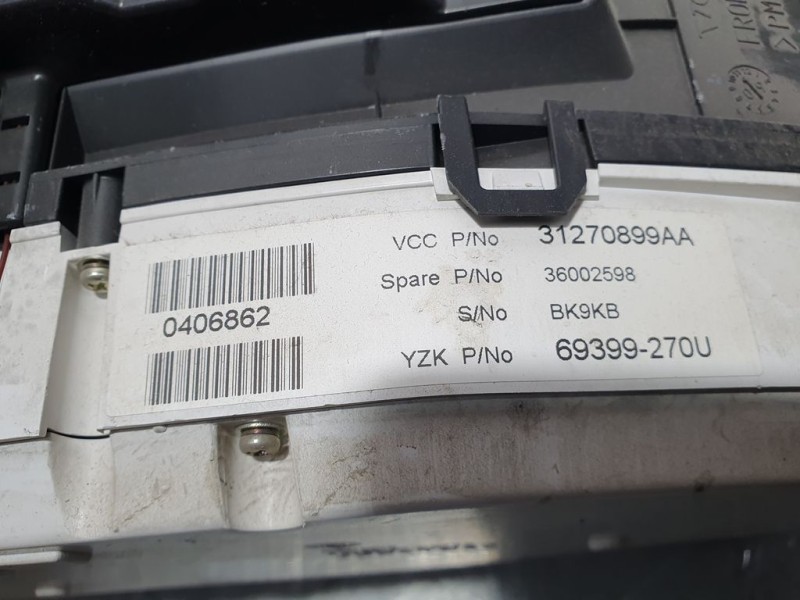 VCC P/No 31270899AA
Spare P/No 36002598
S/No BK9KB
YZK P/No 69399-270U
0406862